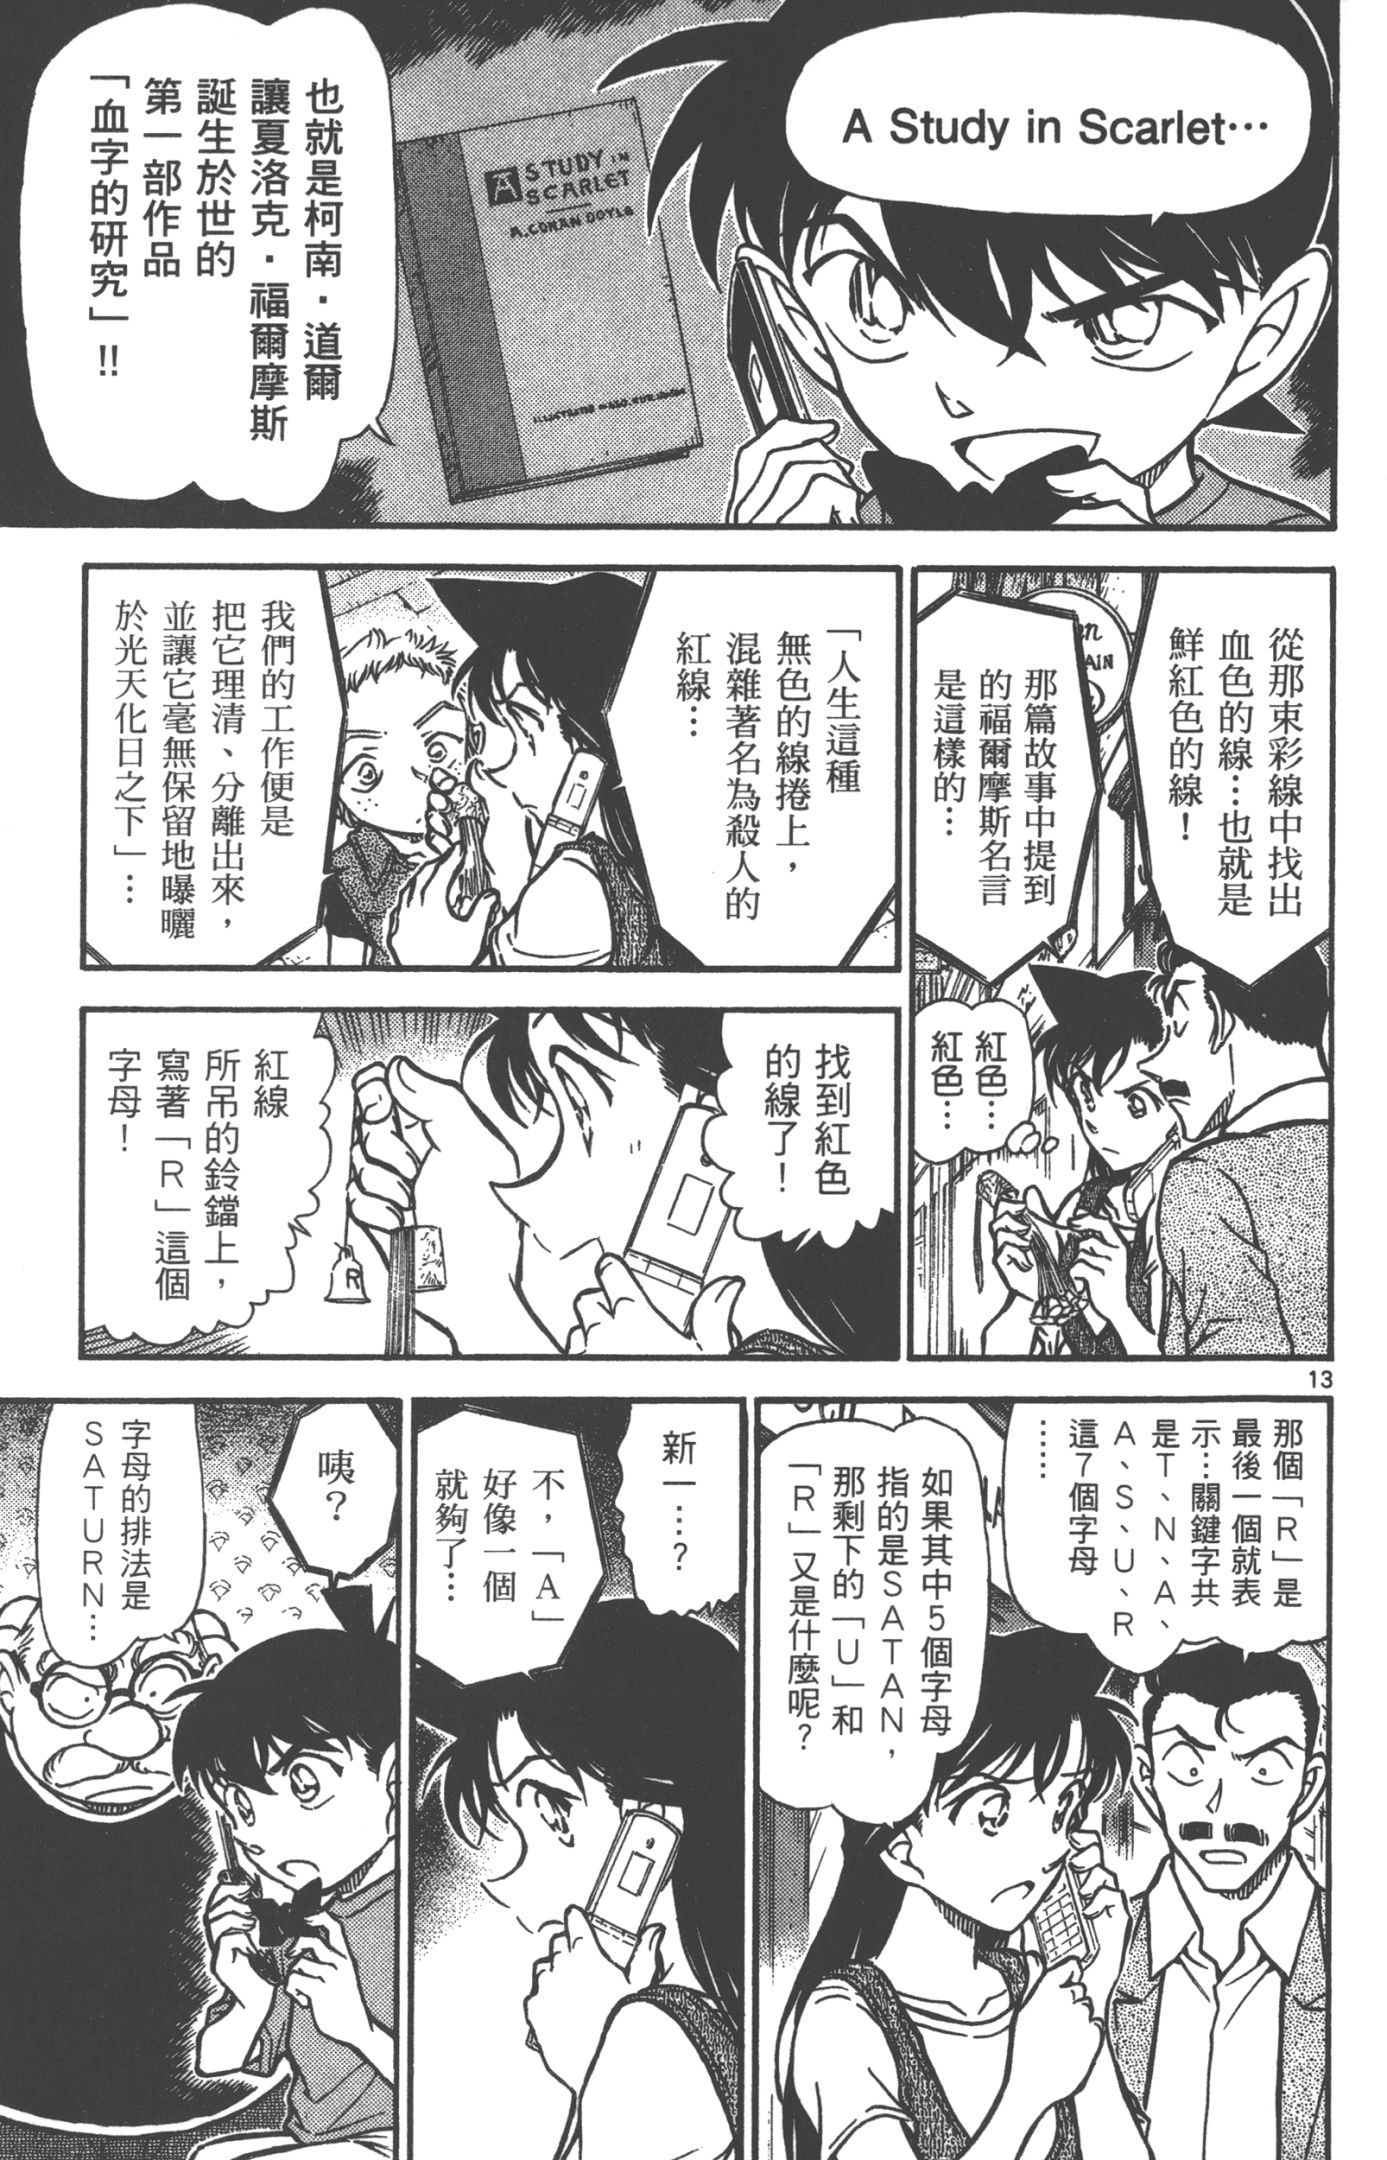 A Study in Scarlet…
也就是柯南·道爾
讓夏洛克·福爾摩斯
誕生於世的
第一部作品
「血字的研究」!!
A STUDY IN
SCARLET
A. CONAN DOYLE
從那束彩線中找出
血色的線…也就是
鮮紅色的線！
那篇故事中提到
的福爾摩斯名言
是這樣的…
紅色…
紅色…
「人生這種
無色的線捲上，
混雜著名為殺人的
紅線…
我們的工作便是
把它理清、分離出來，
並讓它毫無保留地曝曬
於光天化日之下」…
找到紅色
的線了！
紅線
所吊的鈴鐺上，
寫著「R」這個
字母！
R
13
那個「R」是
最後一個就表
示…關鍵字共
是T、N、A、
A、S、U、R
這7個字母
……
如果其中5個字母
指的是SATAN，
那剩下的「U」和
「R」又是什麼呢？
新一…？
不，「A」
好像一個
就夠了…
咦？
字母的排法是
SATURN…